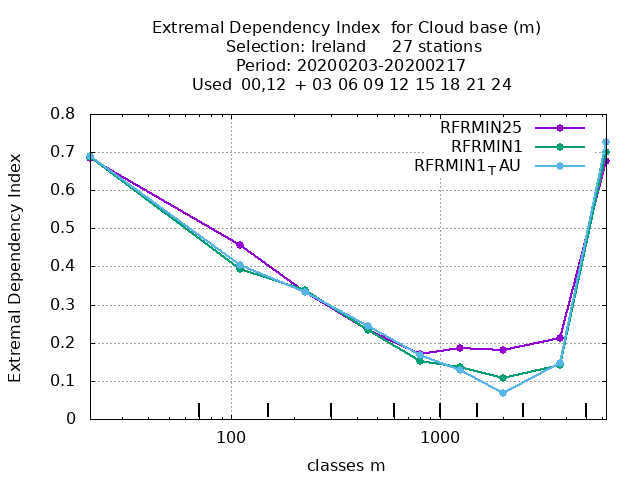 Extremal Dependency Index  for Cloud base (m)
Selection: Ireland     27 stations
Period: 20200203-20200217
Used  00,12  + 03 06 09 12 15 18 21 24
RFRMIN25
RFRMIN1
RFRMIN1TAU
Extremal Dependency Index
0.8
0.7
0.6
0.5
0.4
0.3
0.2
0.1
0
100
1000
classes m